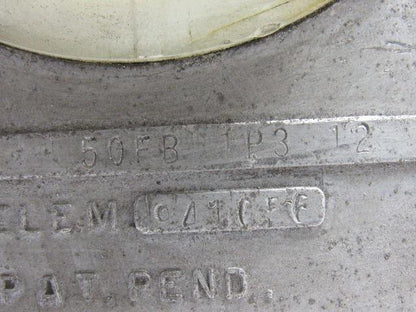 50FB 1P3 12
ELEM
PAT. PEND.